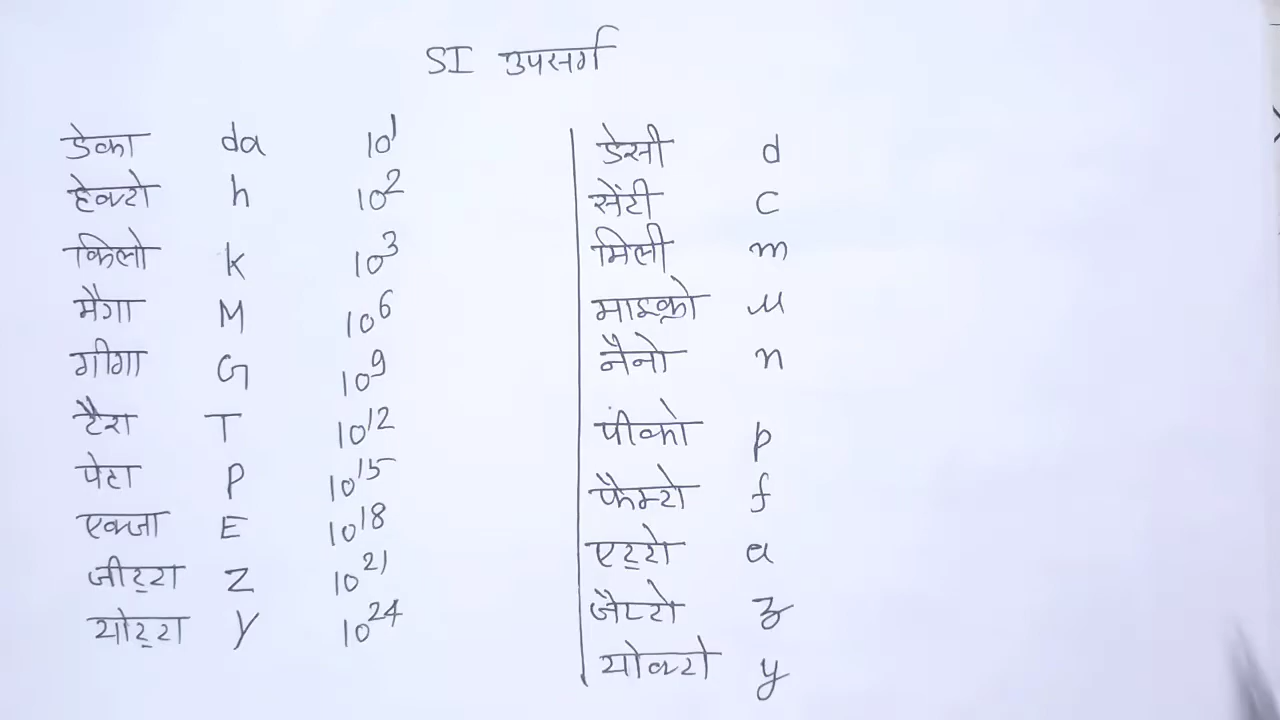 SI उपसर्ग
डेका da 10¹
हेक्टो h 10²
किलो k 10³
मैगा M 10⁶
गीगा G 10⁹
टैरा T 10¹²
पेटा P 10¹⁵
एक्जा E 10¹⁸
जीट्टा Z 10²¹
योट्टा Y 10²⁴
डेसी d
सेंटी c
मिली m
माइक्रो μ
नैनो n
पीको p
फैम्टो f
एट्टो a
जैप्टो z
योक्टो y